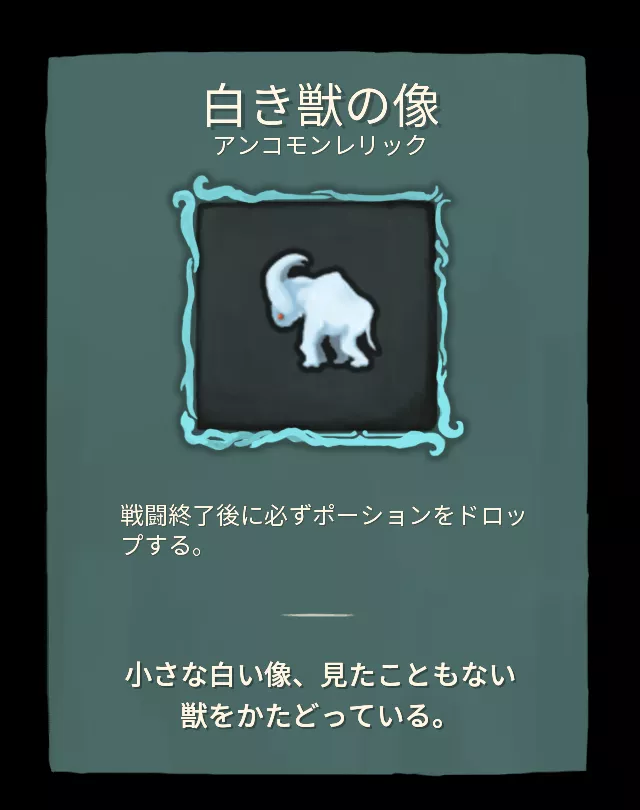 白き獣の像
アンコモンレリック
戦闘終了後に必ずポーションをドロッ
プする。
小さな白い像、見たこともない
獣をかたどっている。